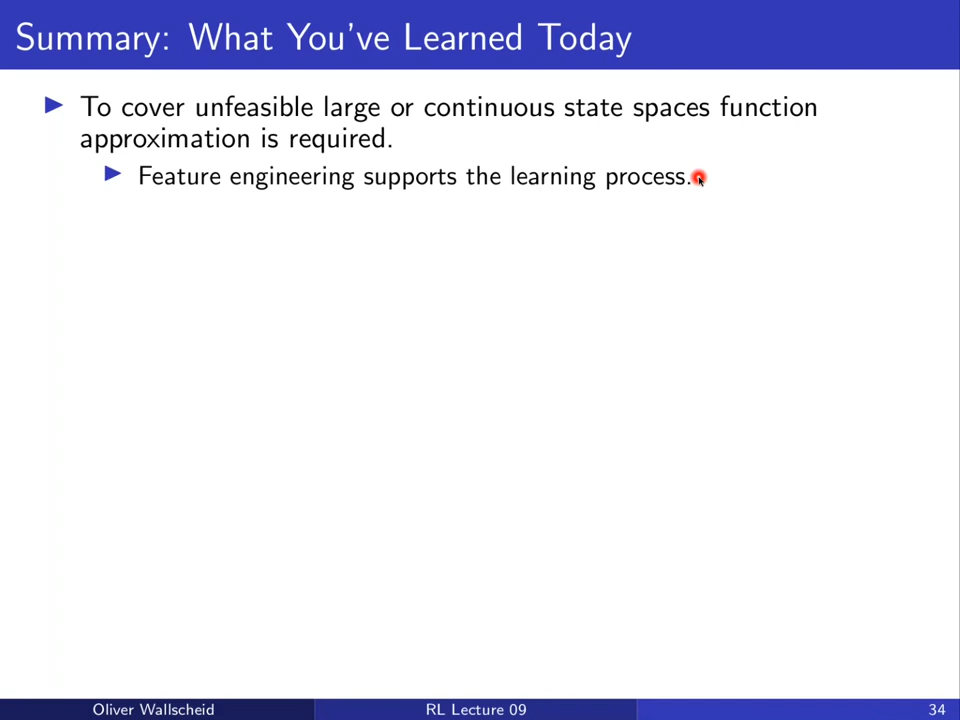 Summary: What You've Learned Today
To cover unfeasible large or continuous state spaces function
approximation is required.
Feature engineering supports the learning process.
Oliver Wallscheid
RL Lecture 09
34